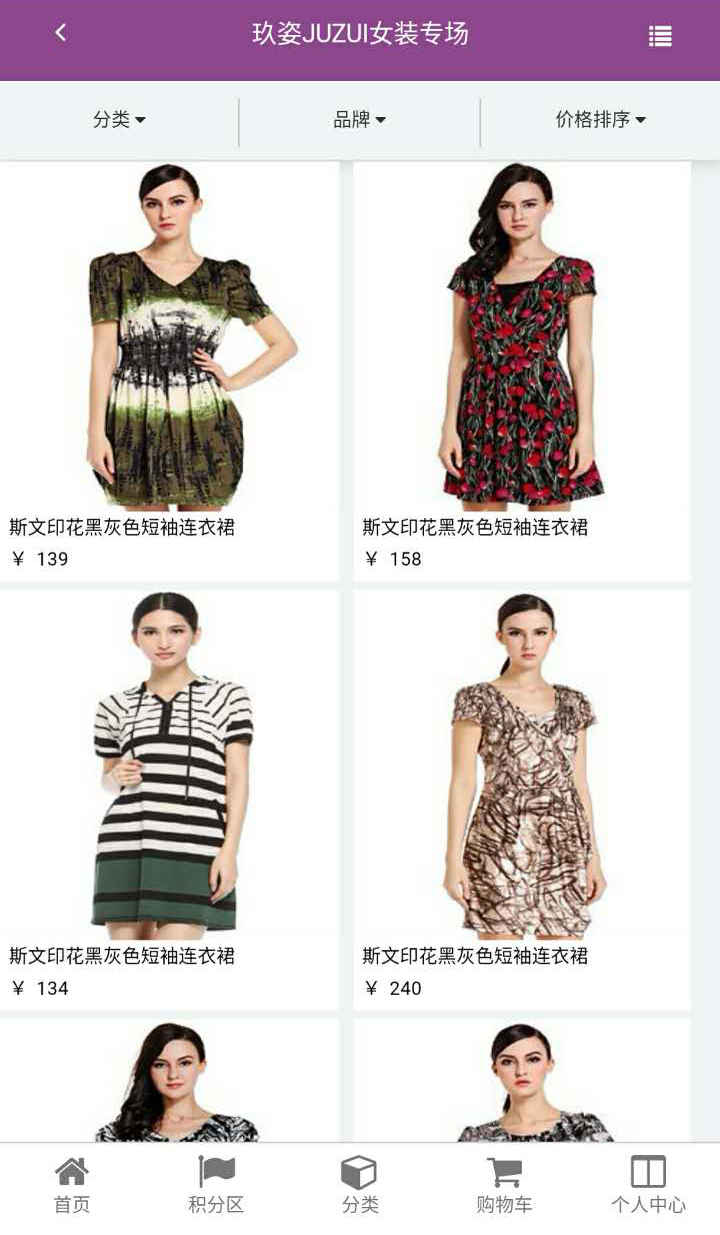 玖姿JUZUI女装专场
分类
品牌
价格排序
斯文印花黑灰色短袖连衣裙
¥ 139
斯文印花黑灰色短袖连衣裙
¥ 158
斯文印花黑灰色短袖连衣裙
¥ 134
斯文印花黑灰色短袖连衣裙
¥ 240
首页
积分区
分类
购物车
个人中心